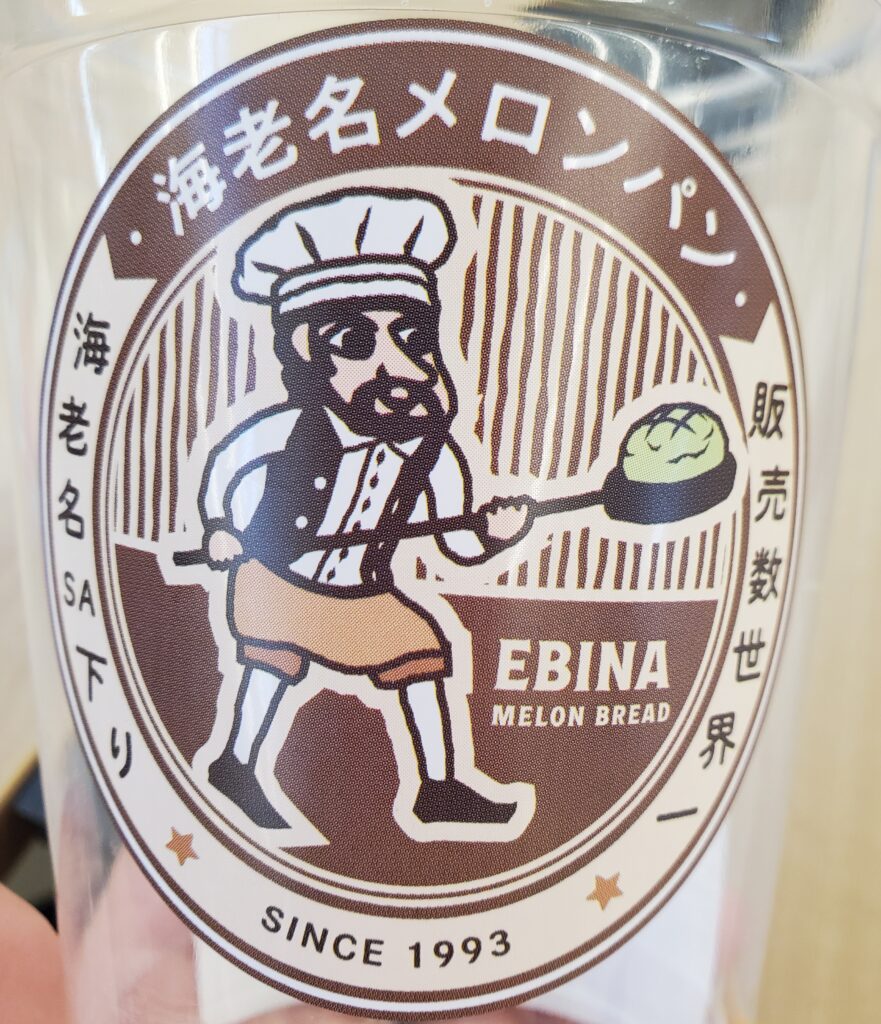 ・海老名メロンパン・
海老名SA下り
販売数世界一
EBINA
MELON BREAD
SINCE 1993